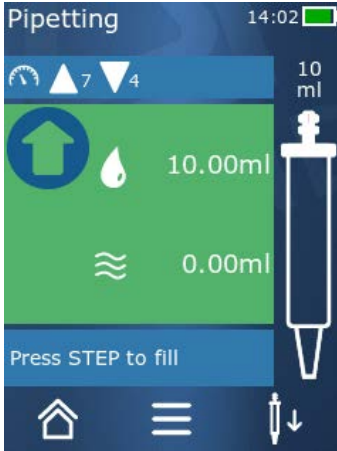 Pipetting 14:02
7 4
10
ml
10.00ml
0.00ml
Press STEP to fill